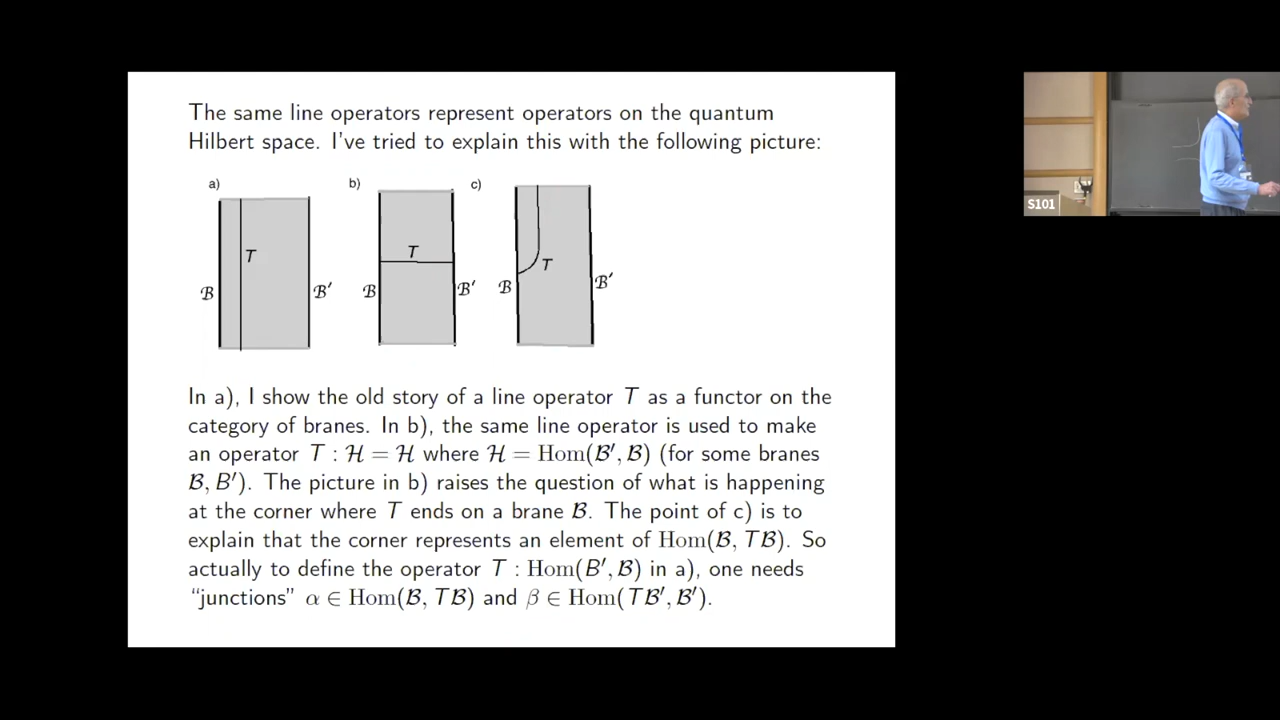 The same line operators represent operators on the quantum
Hilbert space. I've tried to explain this with the following picture:
a) b) c)
T T T
ℬ ℬ′ ℬ ℬ′ ℬ ℬ′
In a), I show the old story of a line operator T as a functor on the
category of branes. In b), the same line operator is used to make
an operator T : ℋ = ℋ where ℋ = Hom(ℬ′, ℬ) (for some branes
ℬ, B′). The picture in b) raises the question of what is happening
at the corner where T ends on a brane ℬ. The point of c) is to
explain that the corner represents an element of Hom(ℬ, Tℬ). So
actually to define the operator T : Hom(B′, ℬ) in a), one needs
“junctions” α ∈ Hom(ℬ, Tℬ) and β ∈ Hom(Tℬ′, ℬ′).
S101